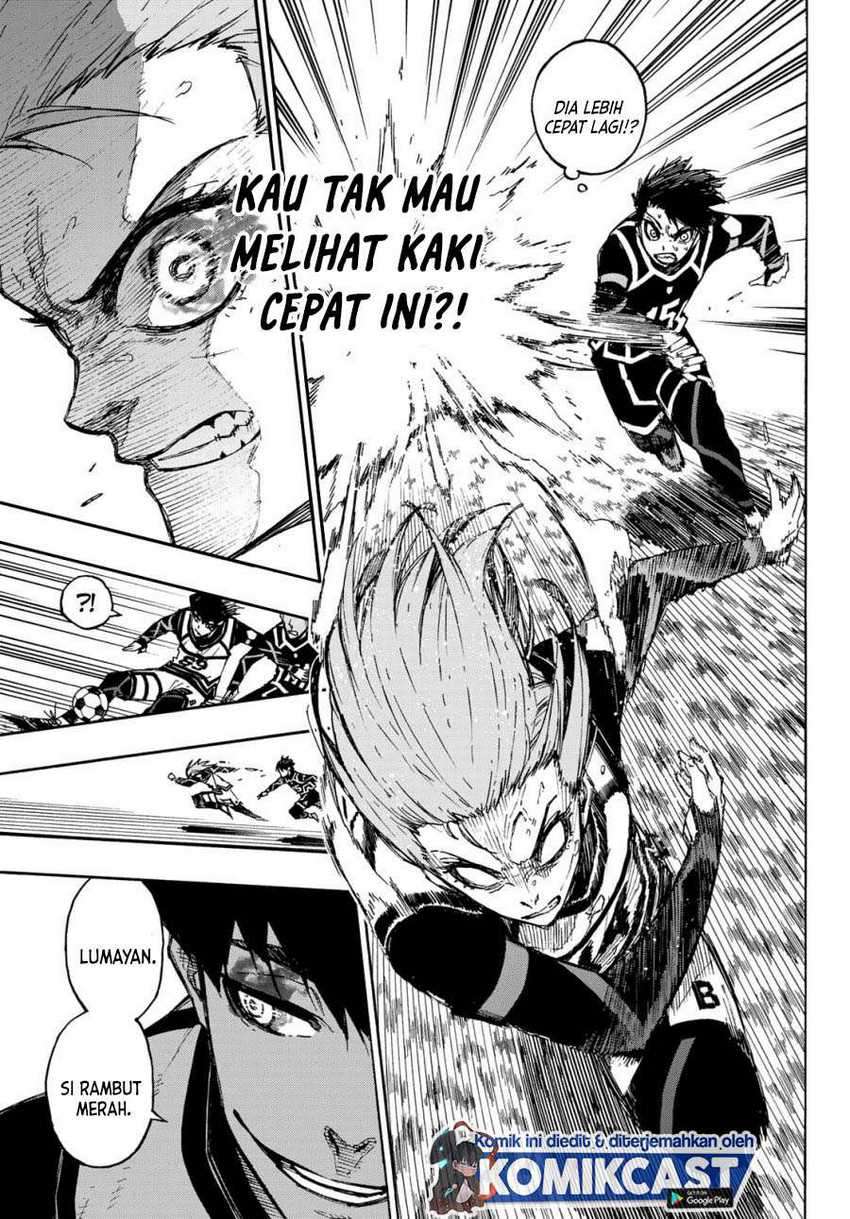 DIA LEBIH
CEPAT LAGI!?
KAU TAK MAU
MELIHAT KAKI
CEPAT INI?!
?!
B
LUMAYAN.
SI RAMBUT
MERAH.
Komik ini diedit & diterjemahkan oleh
KOMIKCAST
GET IT ON
Google Play